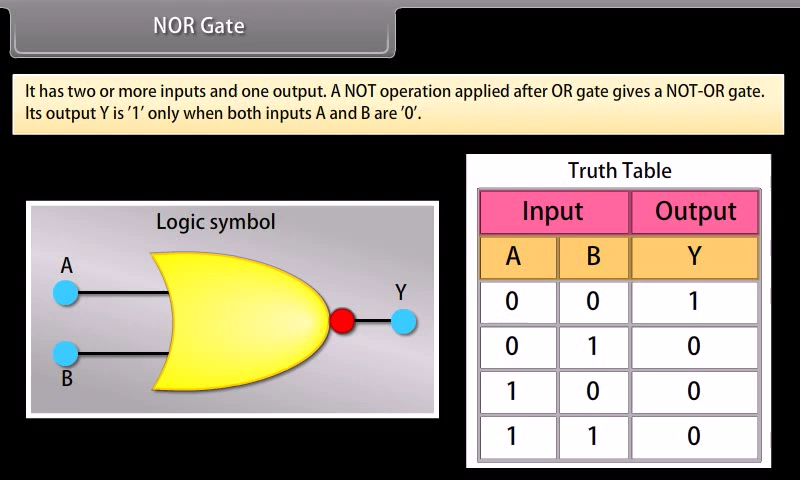 NOR Gate
It has two or more inputs and one output. A NOT operation applied after OR gate gives a NOT-OR gate.
Its output Y is '1' only when both inputs A and B are '0'.
Logic symbol
A
B
Y
Truth Table
Input Output
A B Y
0 0 1
0 1 0
1 0 0
1 1 0